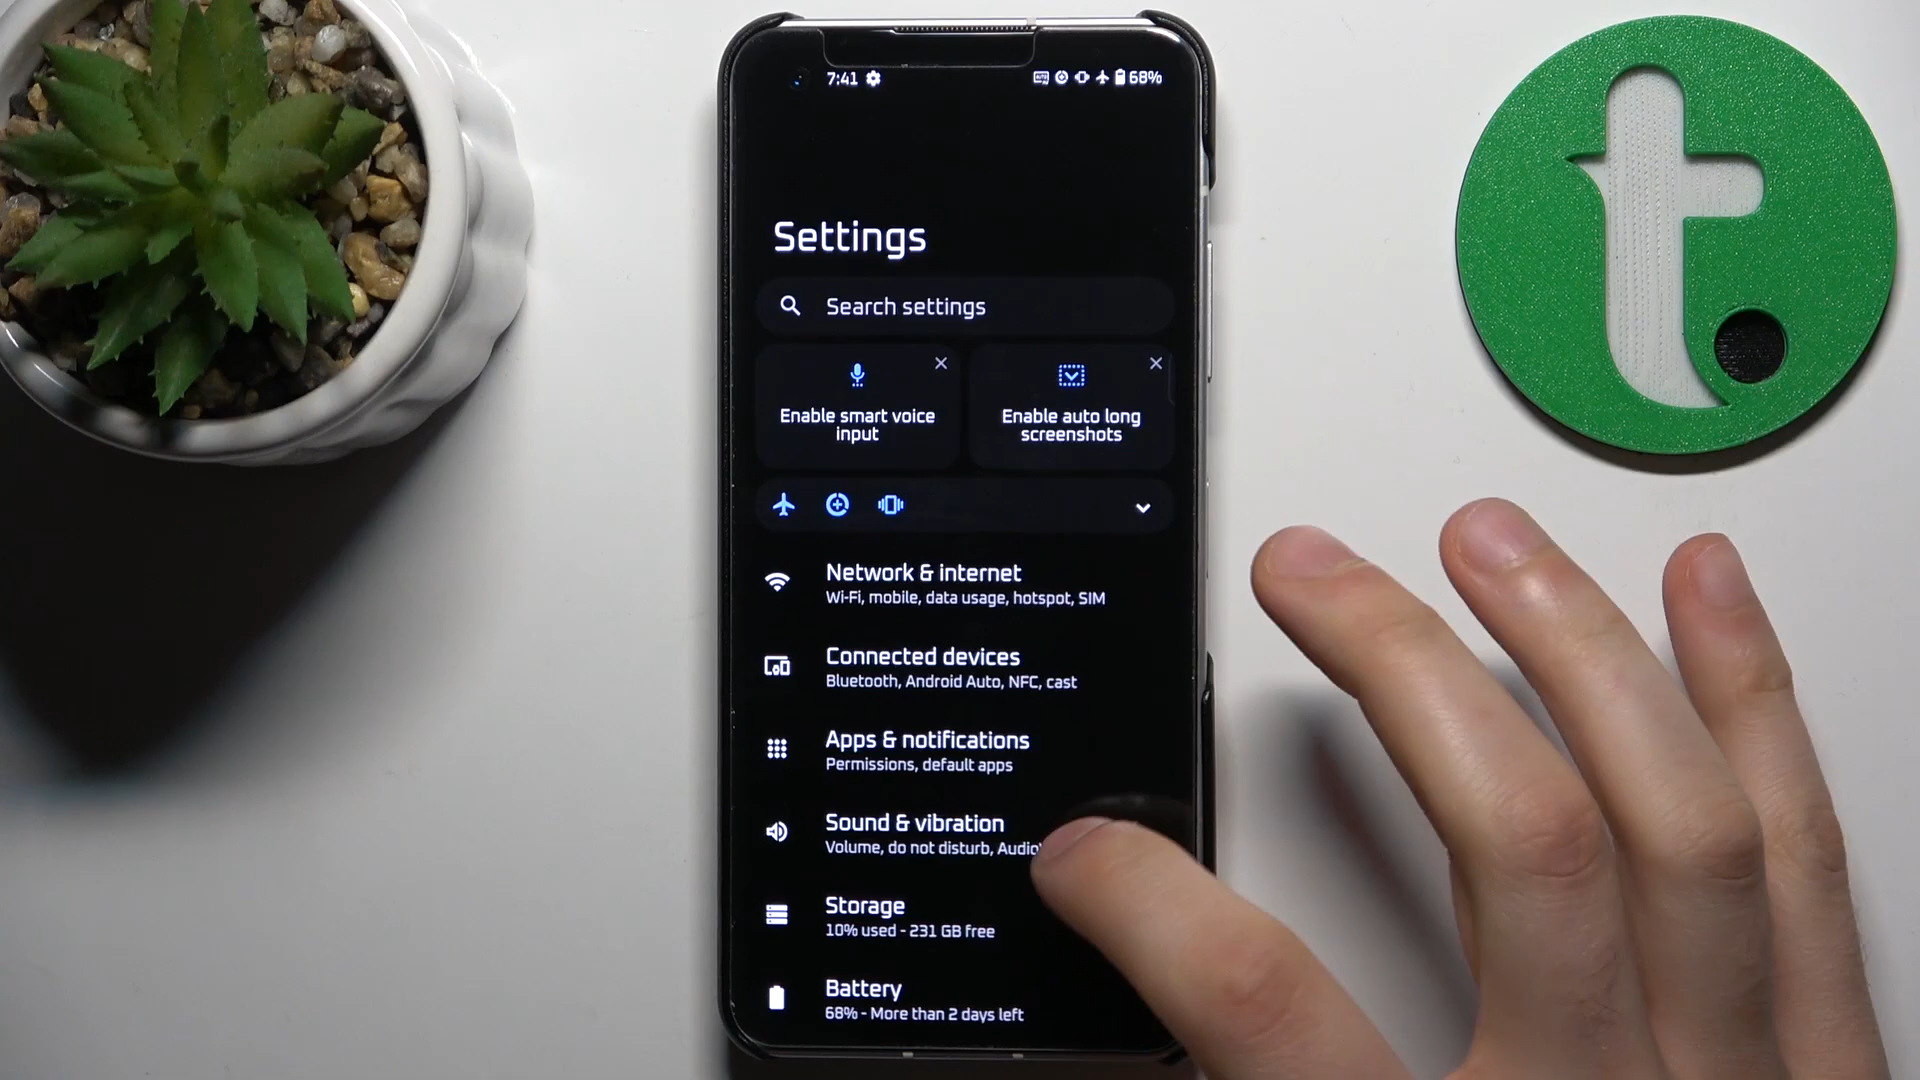 7:41
68%
Settings
Search settings
Enable smart voice
input
Enable auto long
screenshots
Network & internet
Wi-Fi, mobile, data usage, hotspot, SIM
Connected devices
Bluetooth, Android Auto, NFC, cast
Apps & notifications
Permissions, default apps
Sound & vibration
Volume, do not disturb,
Storage
10% used - 231 GB free
Battery
68% - More than 2 days left
t.